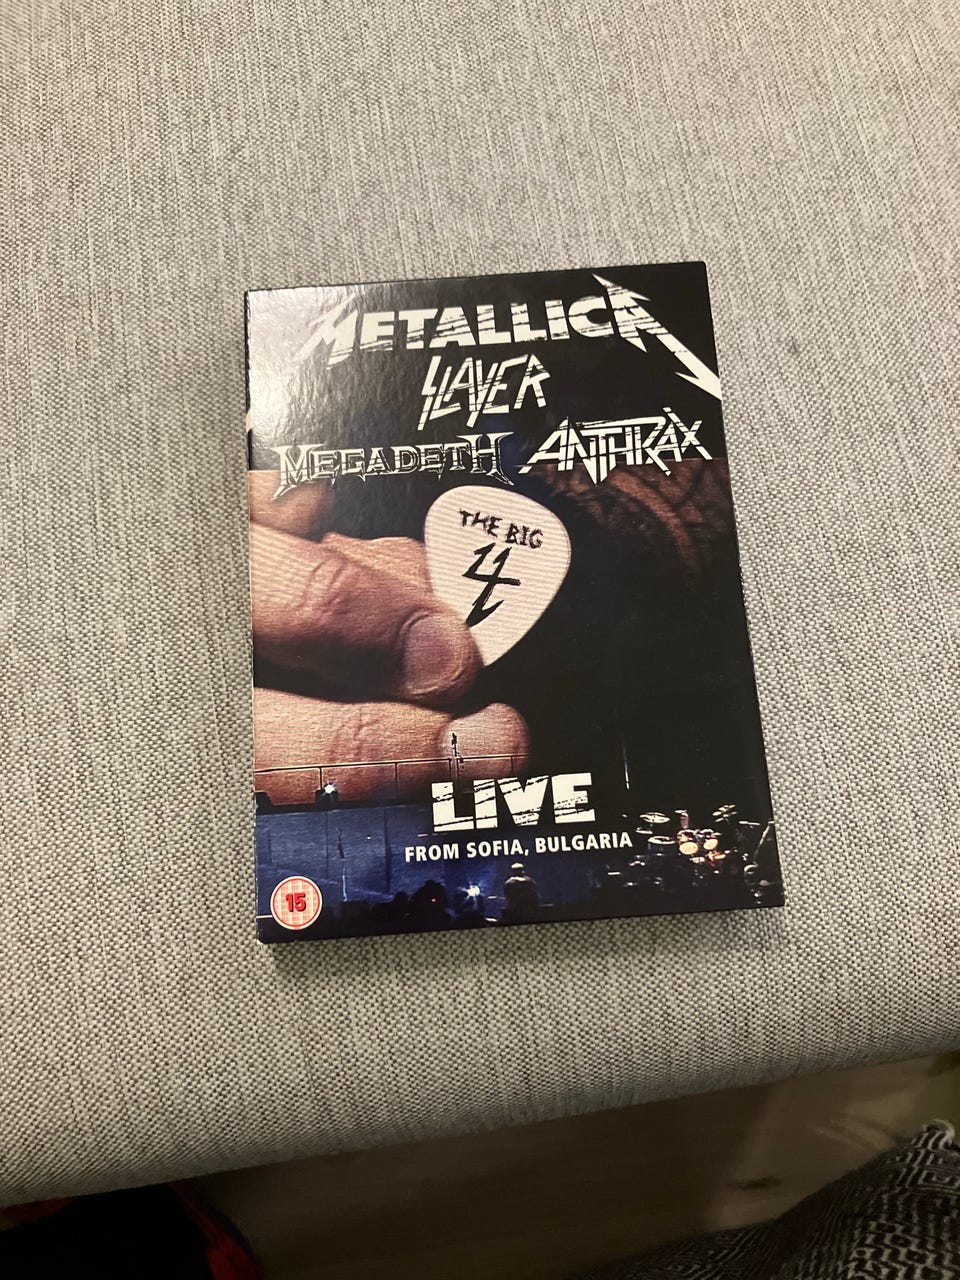 METALLICA
SLAYER
MEGADETH ANTHRAX
THE BIG
4
LIVE
FROM SOFIA, BULGARIA
15